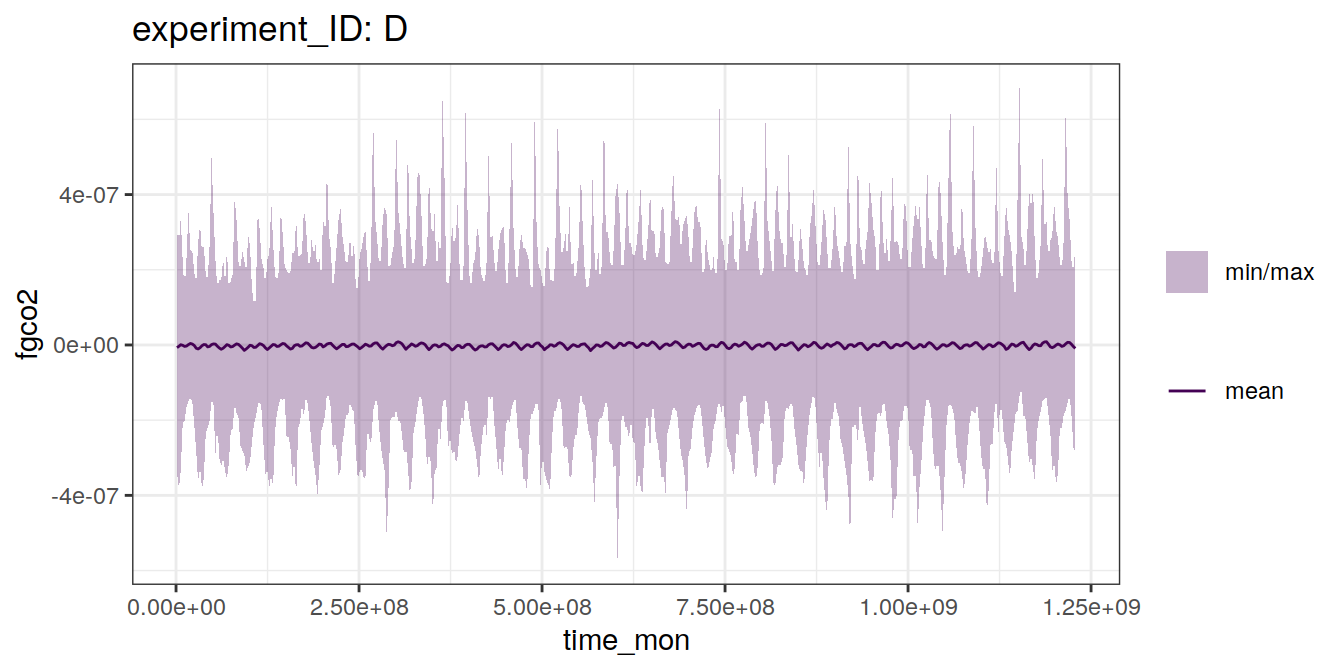 experiment_ID: D
fgco2
4e-07
0e+00
-4e-07
0.00e+00 2.50e+08 5.00e+08 7.50e+08 1.00e+09 1.25e+09
time_mon
min/max
mean